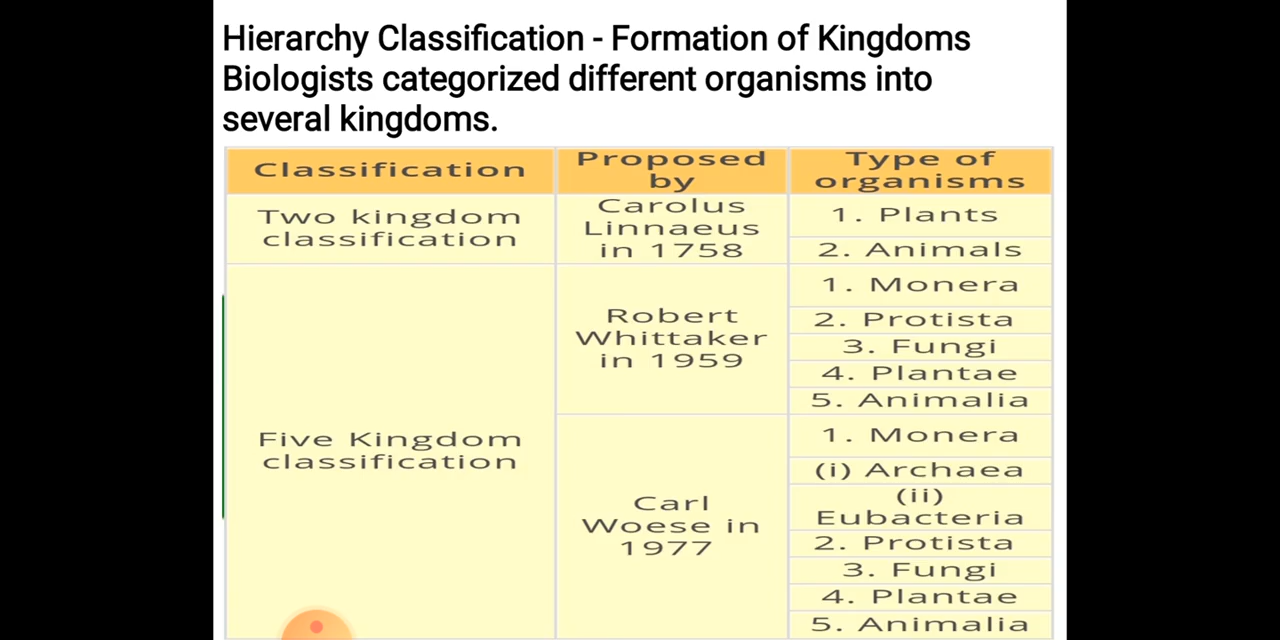 Hierarchy Classification - Formation of Kingdoms
Biologists categorized different organisms into
several kingdoms.
Classification
Proposed
by
Type of
organisms
Two kingdom
classification
Carolus
Linnaeus
in 1758
1. Plants
2. Animals
Five Kingdom
classification
Robert
Whittaker
in 1959
1. Monera
2. Protista
3. Fungi
4. Plantae
5. Animalia
Carl
Woese in
1977
1. Monera
(i) Archaea
(ii)
Eubacteria
2. Protista
3. Fungi
4. Plantae
5. Animalia